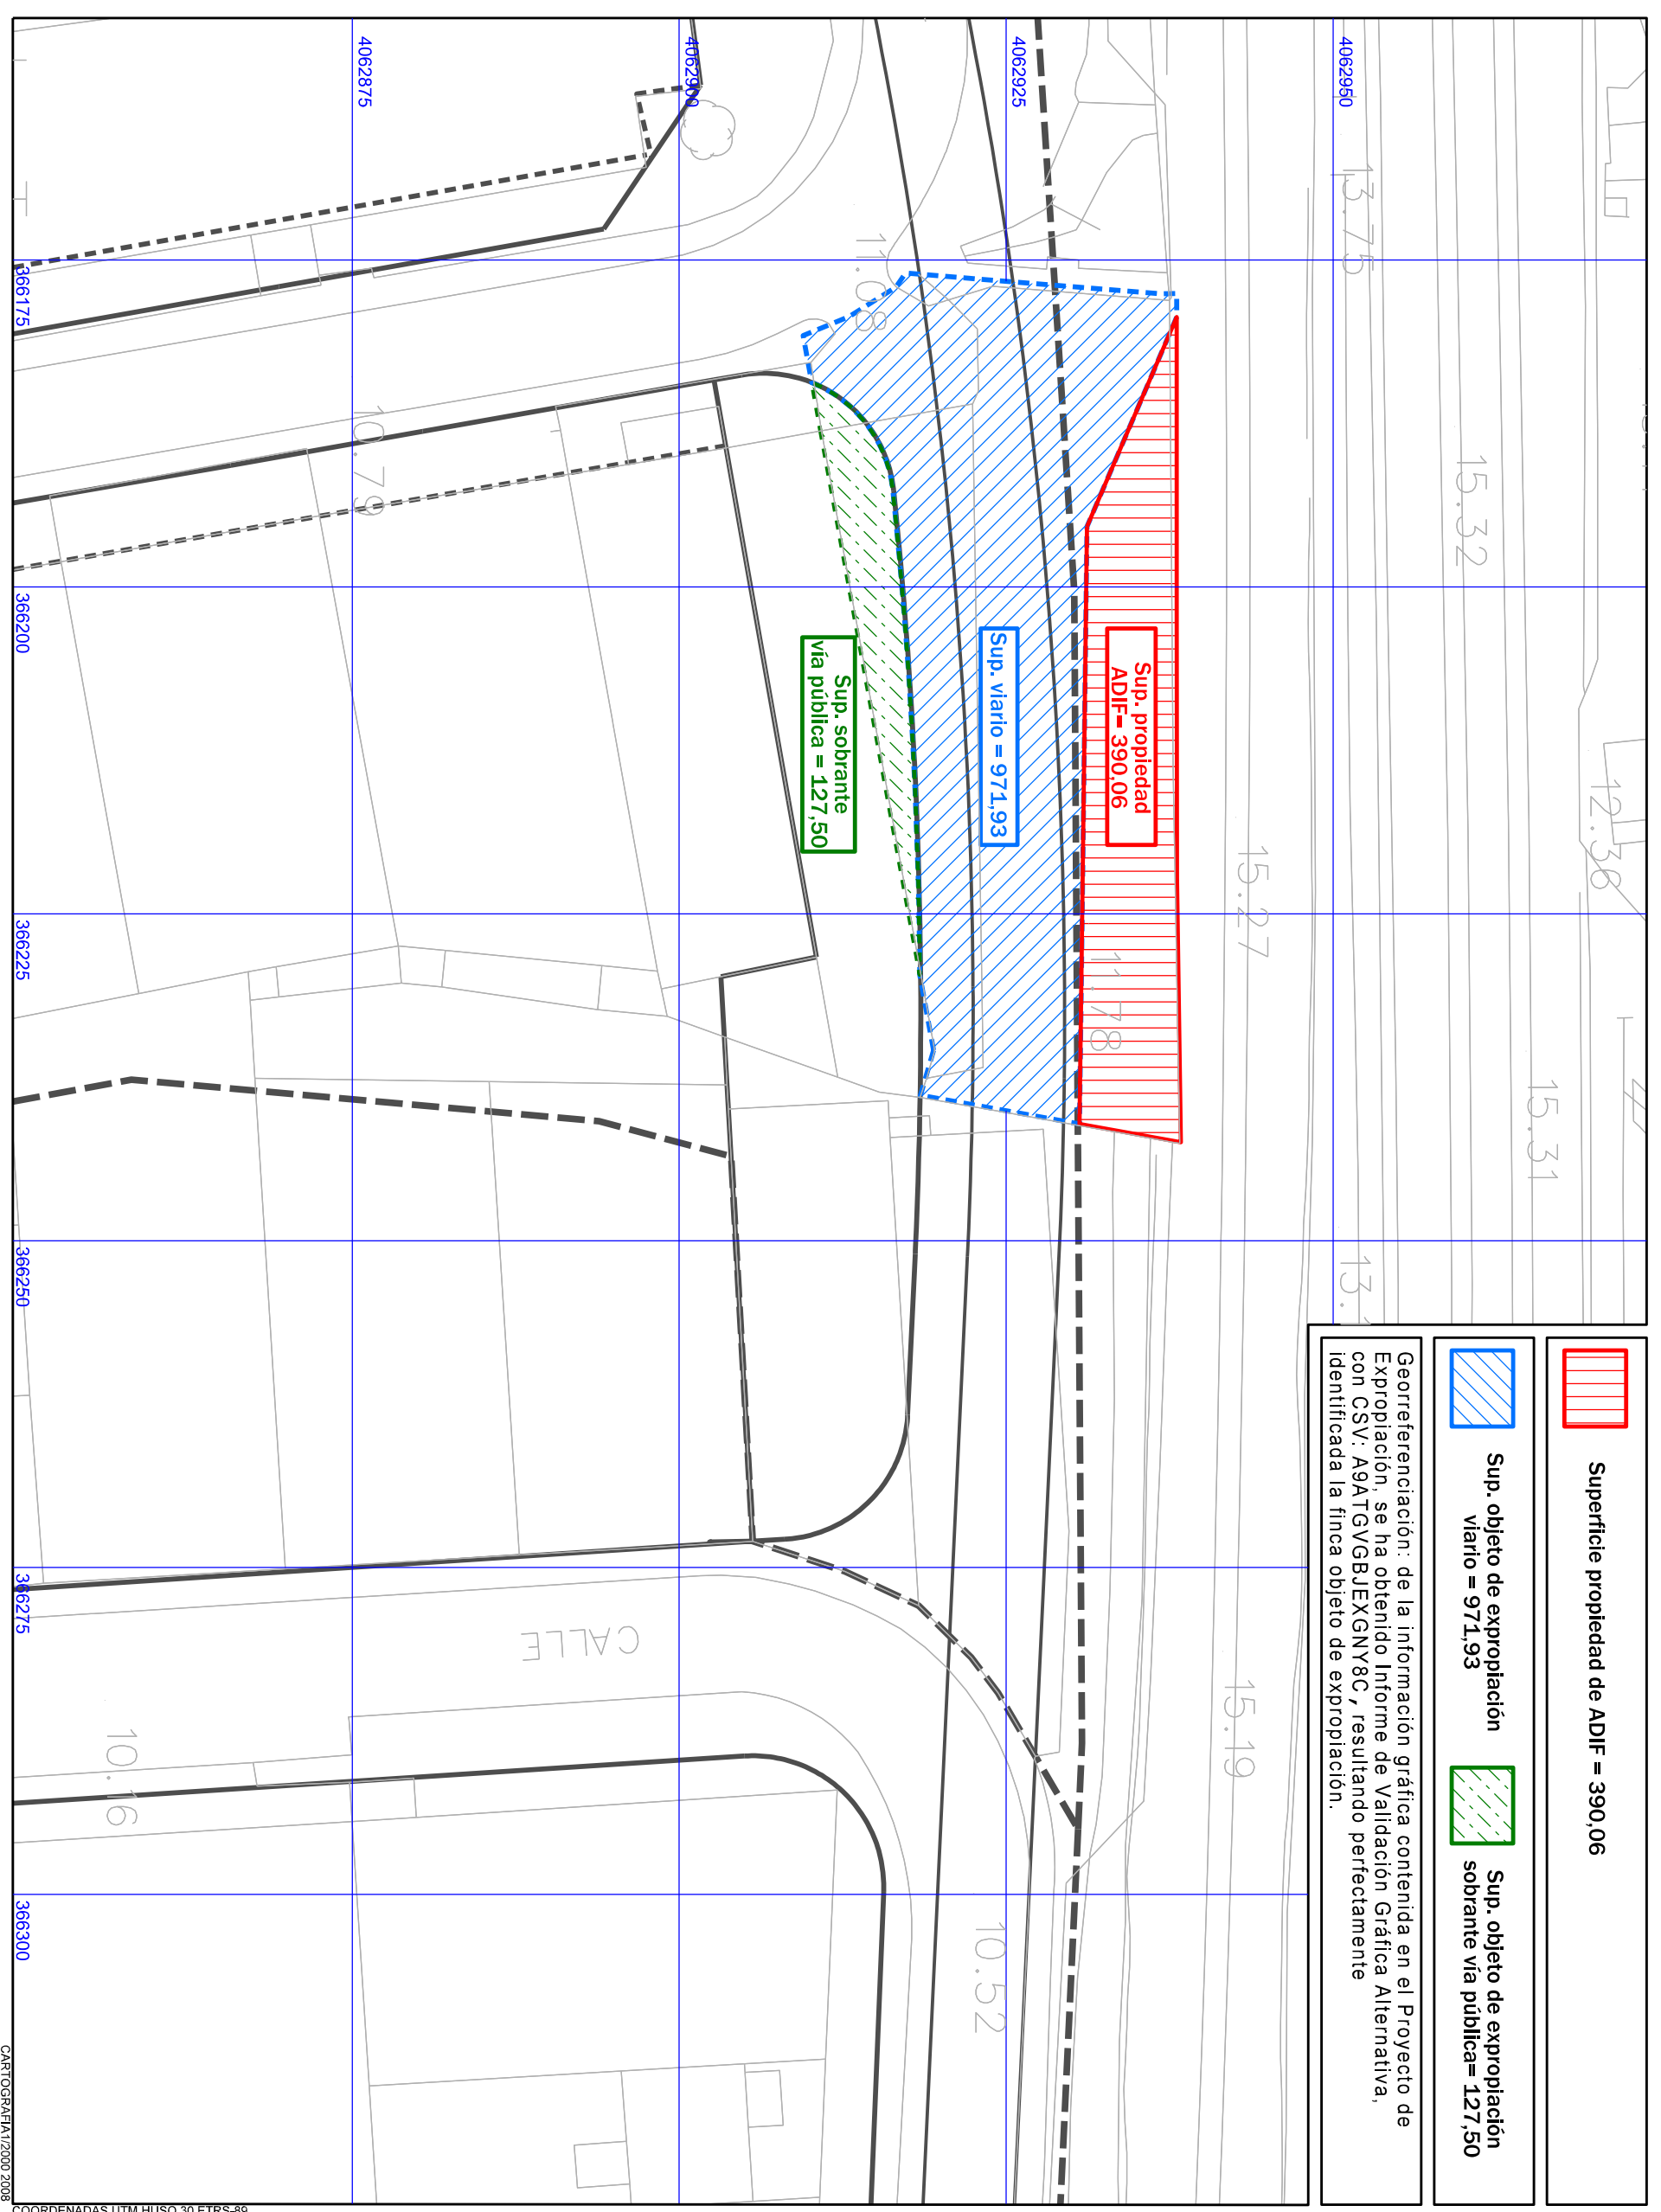 4062950
4062925
4062900
4062875
366175
366200
366225
366250
366275
366300
13.75
15.32
12.36
15.27
15.31
11.08
10.79
11.78
15.19
10.52
10.16
CALLE
Sup. propiedad
ADIF= 390,06
Sup. viario = 971,93
Sup. sobrante
vía pública = 127,50
Superficie propiedad de ADIF = 390,06
Sup. objeto de expropiación
viario = 971,93
Sup. objeto de expropiación
sobrante vía pública= 127,50
Georreferenciación: de la información gráfica contenida en el Proyecto de
Expropiación, se ha obtenido Informe de Validación Gráfica Alternativa,
con CSV: A9ATGVGBJEXGNY8C, resultando perfectamente
identificada la finca objeto de expropiación.
CARTOGRAFIA1/2000 2008
COORDENADAS UTM HUSO 30 ETRS-89